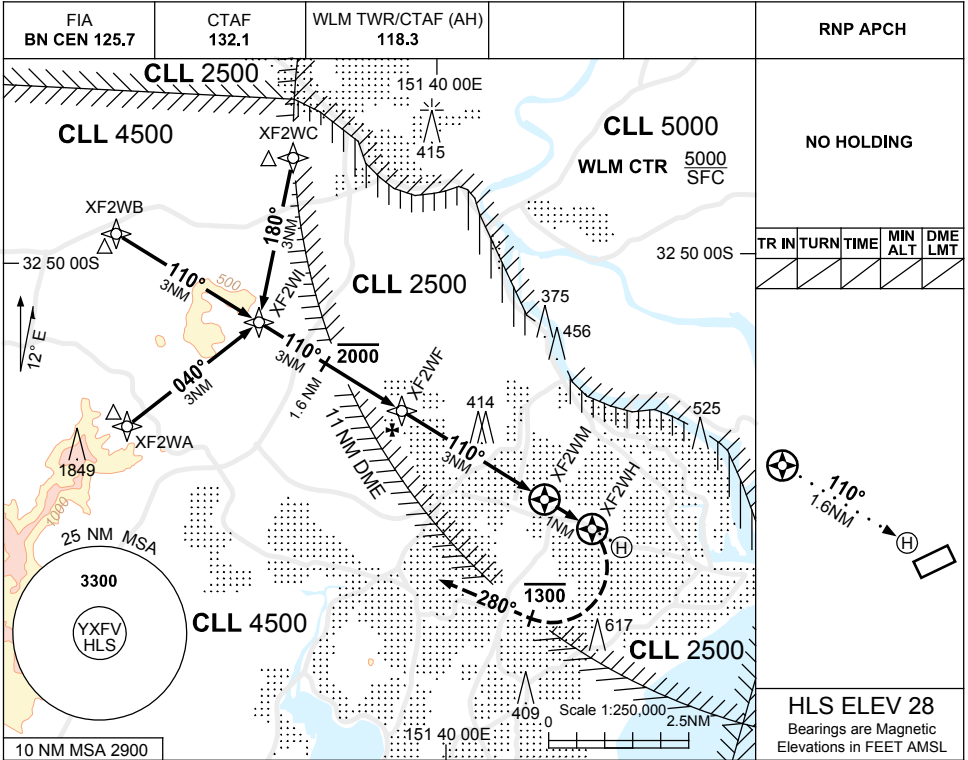 FIA
BN CEN 125.7
CTAF
132.1
WLM TWR/CTAF (AH)
118.3
RNP APCH
CLL 2500
151 40 00E
CLL 4500
XF2WC
415
CLL 5000
WLM CTR 5000
SFC
NO HOLDING
XF2WB
180°
3NM
TR IN
TURN
TIME
MIN ALT
DME LMT
32 50 00S
32 50 00S
110°
3NM
500
XF2WI
CLL 2500
375
456
12° E
110°
3NM
2000
1.6 NM
XF2WF
040°
3NM
XF2WA
1849
1000
11 NM DME
414
110°
3NM
XF2WIM
525
XF2WH
1NM
H
110°
1.6NM
H
25 NM MSA
3300
YXFV
HLS
280°
1300
CLL 4500
617
CLL 2500
409
Scale 1:250,000
0
2.5NM
151 40 00E
10 NM MSA 2900
HLS ELEV 28
Bearings are Magnetic
Elevations in FEET AMSL